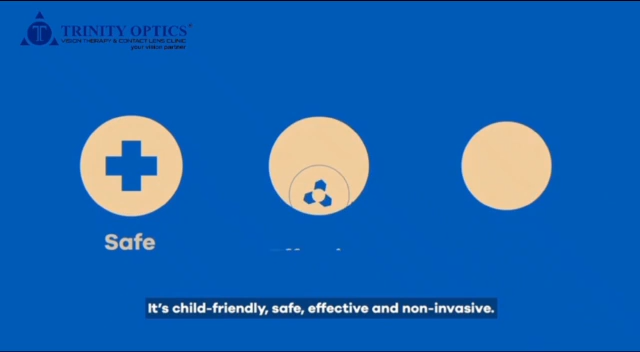 TRINITY OPTICS
VISION THERAPY & CONTACT LENS CLINIC
your vision partner
Safe
It's child-friendly, safe, effective and non-invasive.